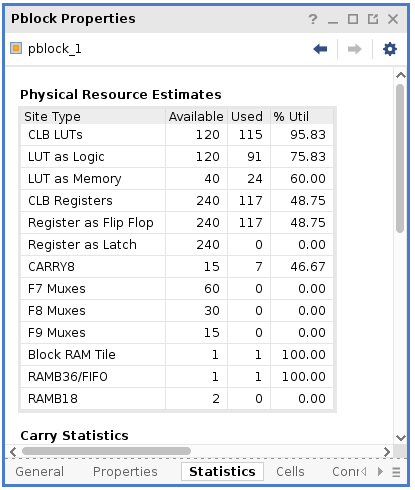 Pblock Properties
pblock_1
Physical Resource Estimates
Site Type Available Used % Util
CLB LUTs 120 115 95.83
LUT as Logic 120 91 75.83
LUT as Memory 40 24 60.00
CLB Registers 240 117 48.75
Register as Flip Flop 240 117 48.75
Register as Latch 240 0 0.00
CARRY8 15 7 46.67
F7 Muxes 60 0 0.00
F8 Muxes 30 0 0.00
F9 Muxes 15 0 0.00
Block RAM Tile 1 1 100.00
RAMB36/FIFO 1 1 100.00
RAMB18 2 0 0.00
Carry Statistics
General Properties Statistics Cells Conn